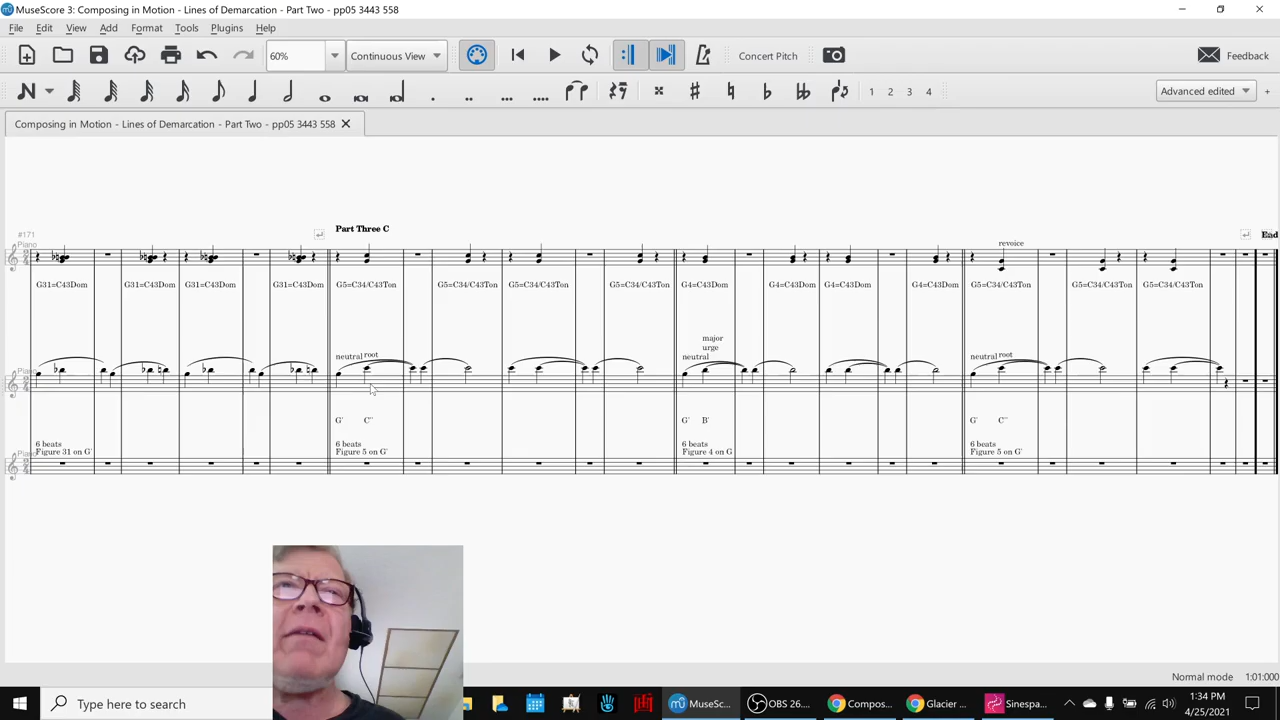 MuseScore 3: Composing in Motion - Lines of Demarcation - Part Two - pp05 3443 558
File Edit View Add Format Tools Plugins Help
60% Continuous View Concert Pitch Feedback
1 2 3 4 Advanced edited +
Composing in Motion - Lines of Demarcation - Part Two - pp05 3443 558
#171 Part Three C revoice End
Piano
G31=C43Dom G31=C43Dom G31=C43Dom G31=C43Dom G5=C34/C43Ton G5=C34/C43Ton G5=C34/C43Ton G5=C34/C43Ton G4=C43Dom G4=C43Dom G4=C43Dom G4=C43Dom G5=C34/C43Ton G5=C34/C43Ton G5=C34/C43Ton
major
urge
neutral root neutral neutral root
Piano
G' C'' G' B' G' C''
6 beats 6 beats 6 beats 6 beats
Figure 31 on G' Figure 5 on G' Figure 4 on G Figure 5 on G'
Piano
Normal mode 1:01:000
Type here to search MuseSc... OBS 26.... Compos... Glacier ... Sinespa... 1:34 PM
4/25/2021